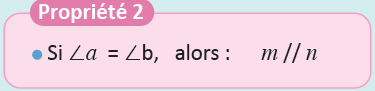 Propriété 2
• Si ∠a = ∠b, alors : m // n